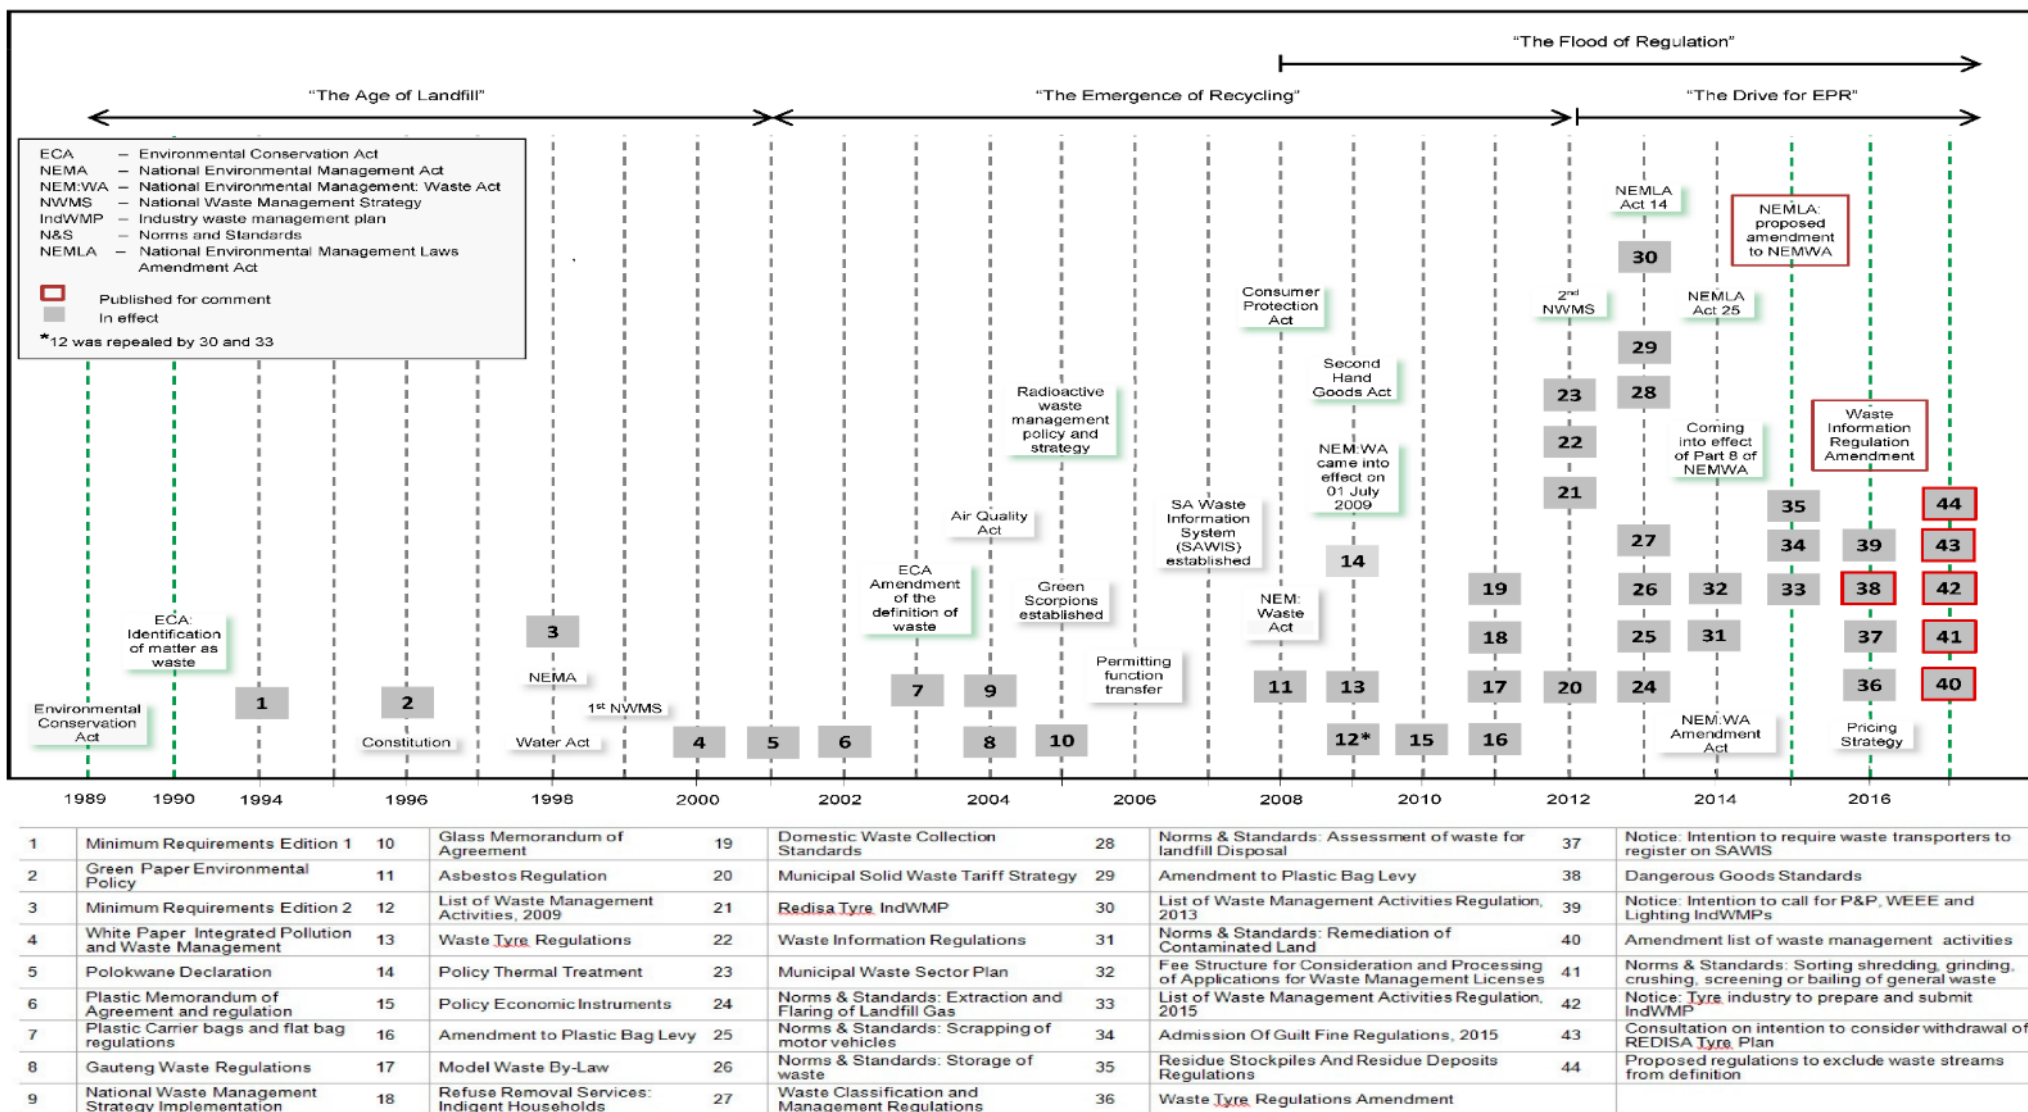 “The Flood of Regulation”
“The Age of Landfill”
“The Emergence of Recycling”
“The Drive for EPR”
ECA – Environmental Conservation Act
NEMA – National Environmental Management Act
NEM:WA – National Environmental Management: Waste Act
NWMS – National Waste Management Strategy
IndWMP – Industry waste management plan
N&S – Norms and Standards
NEMLA – National Environmental Management Laws
Amendment Act
Published for comment
In effect
*12 was repealed by 30 and 33
Environmental
Conservation
Act
ECA:
Identification
of matter as
waste
1
2
Constitution
3
NEMA
Water Act
1st NWMS
4
5
6
ECA
Amendment
of the
definition of
waste
7
Air Quality
Act
9
8
Radioactive
waste
management
policy and
strategy
Green
Scorpions
established
10
Permitting
function
transfer
SA Waste
Information
System
(SAWIS)
established
Consumer
Protection
Act
NEM:
Waste
Act
11
Second
Hand
Goods Act
NEM:WA
came into
effect on
01 July
2009
14
13
12*
15
19
18
17
16
2nd
NWMS
23
22
21
20
NEMLA
Act 14
30
29
28
27
26
25
24
NEMLA
Act 25
Coming
into effect
of Part 8 of
NEMWA
32
31
NEM:WA
Amendment
Act
NEMLA:
proposed
amendment
to NEMWA
35
34
33
Waste
Information
Regulation
Amendment
39
38
37
36
Pricing
Strategy
44
43
42
41
40
1989 1990 1994 1996 1998 2000 2002 2004 2006 2008 2010 2012 2014 2016
1 Minimum Requirements Edition 1
2 Green Paper Environmental
Policy
3 Minimum Requirements Edition 2
4 White Paper Integrated Pollution
and Waste Management
5 Polokwane Declaration
6 Plastic Memorandum of
Agreement and regulation
7 Plastic Carrier bags and flat bag
regulations
8 Gauteng Waste Regulations
9 National Waste Management
Strategy Implementation
10 Glass Memorandum of
Agreement
11 Asbestos Regulation
12 List of Waste Management
Activities, 2009
13 Waste Tyre Regulations
14 Policy Thermal Treatment
15 Policy Economic Instruments
16 Amendment to Plastic Bag Levy
17 Model Waste By-Law
18 Refuse Removal Services:
Indigent Households
19 Domestic Waste Collection
Standards
20 Municipal Solid Waste Tariff Strategy
21 Redisa Tyre IndWMP
22 Waste Information Regulations
23 Municipal Waste Sector Plan
24 Norms & Standards: Extraction and
Flaring of Landfill Gas
25 Norms & Standards: Scrapping of
motor vehicles
26 Norms & Standards: Storage of
waste
27 Waste Classification and
Management Regulations
28 Norms & Standards: Assessment of waste for
landfill Disposal
29 Amendment to Plastic Bag Levy
30 List of Waste Management Activities Regulation,
2013
31 Norms & Standards: Remediation of
Contaminated Land
32 Fee Structure for Consideration and Processing
of Applications for Waste Management Licenses
33 List of Waste Management Activities Regulation,
2015
34 Admission Of Guilt Fine Regulations, 2015
35 Residue Stockpiles And Residue Deposits
Regulations
36 Waste Tyre Regulations Amendment
37 Notice: Intention to require waste transporters to
register on SAWIS
38 Dangerous Goods Standards
39 Notice: Intention to call for P&P, WEEE and
Lighting IndWMPs
40 Amendment list of waste management activities
41 Norms & Standards: Sorting shredding, grinding,
crushing, screening or bailing of general waste
42 Notice: Tyre industry to prepare and submit
IndWMP
43 Consultation on intention to consider withdrawal of
REDISA Tyre Plan
44 Proposed regulations to exclude waste streams
from definition